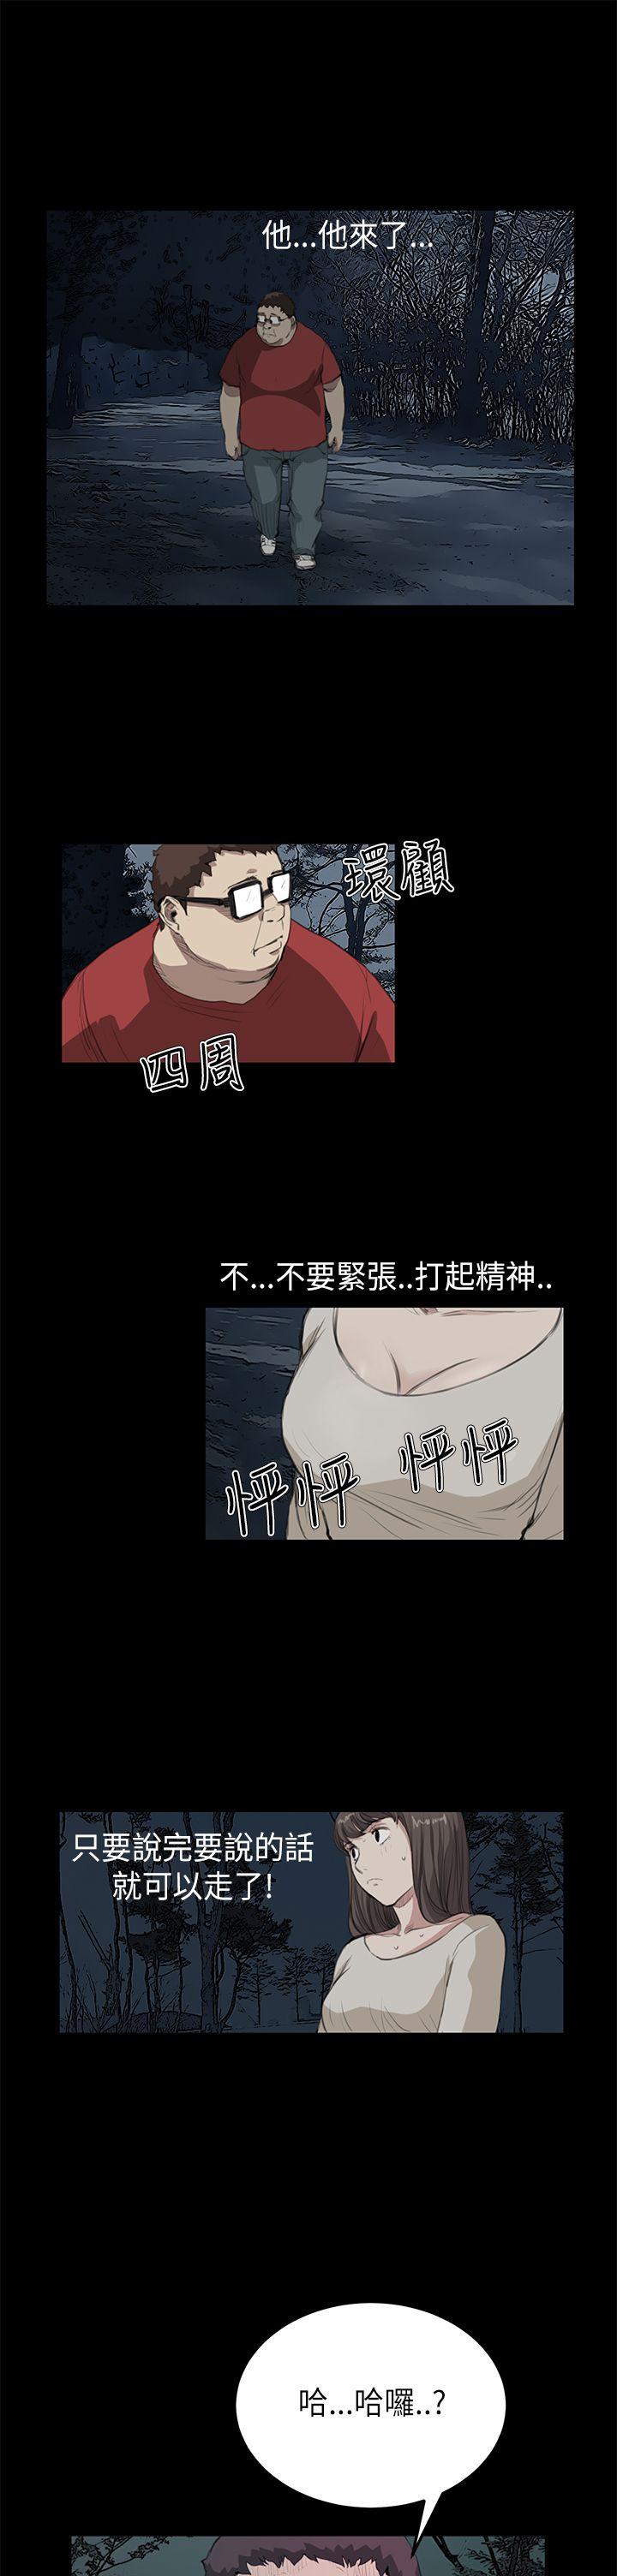 他...他來了...
環顧
四周
不...不要緊張..打起精神..
怦怦 怦怦
只要說完要說的話
就可以走了!
哈...哈囉..?